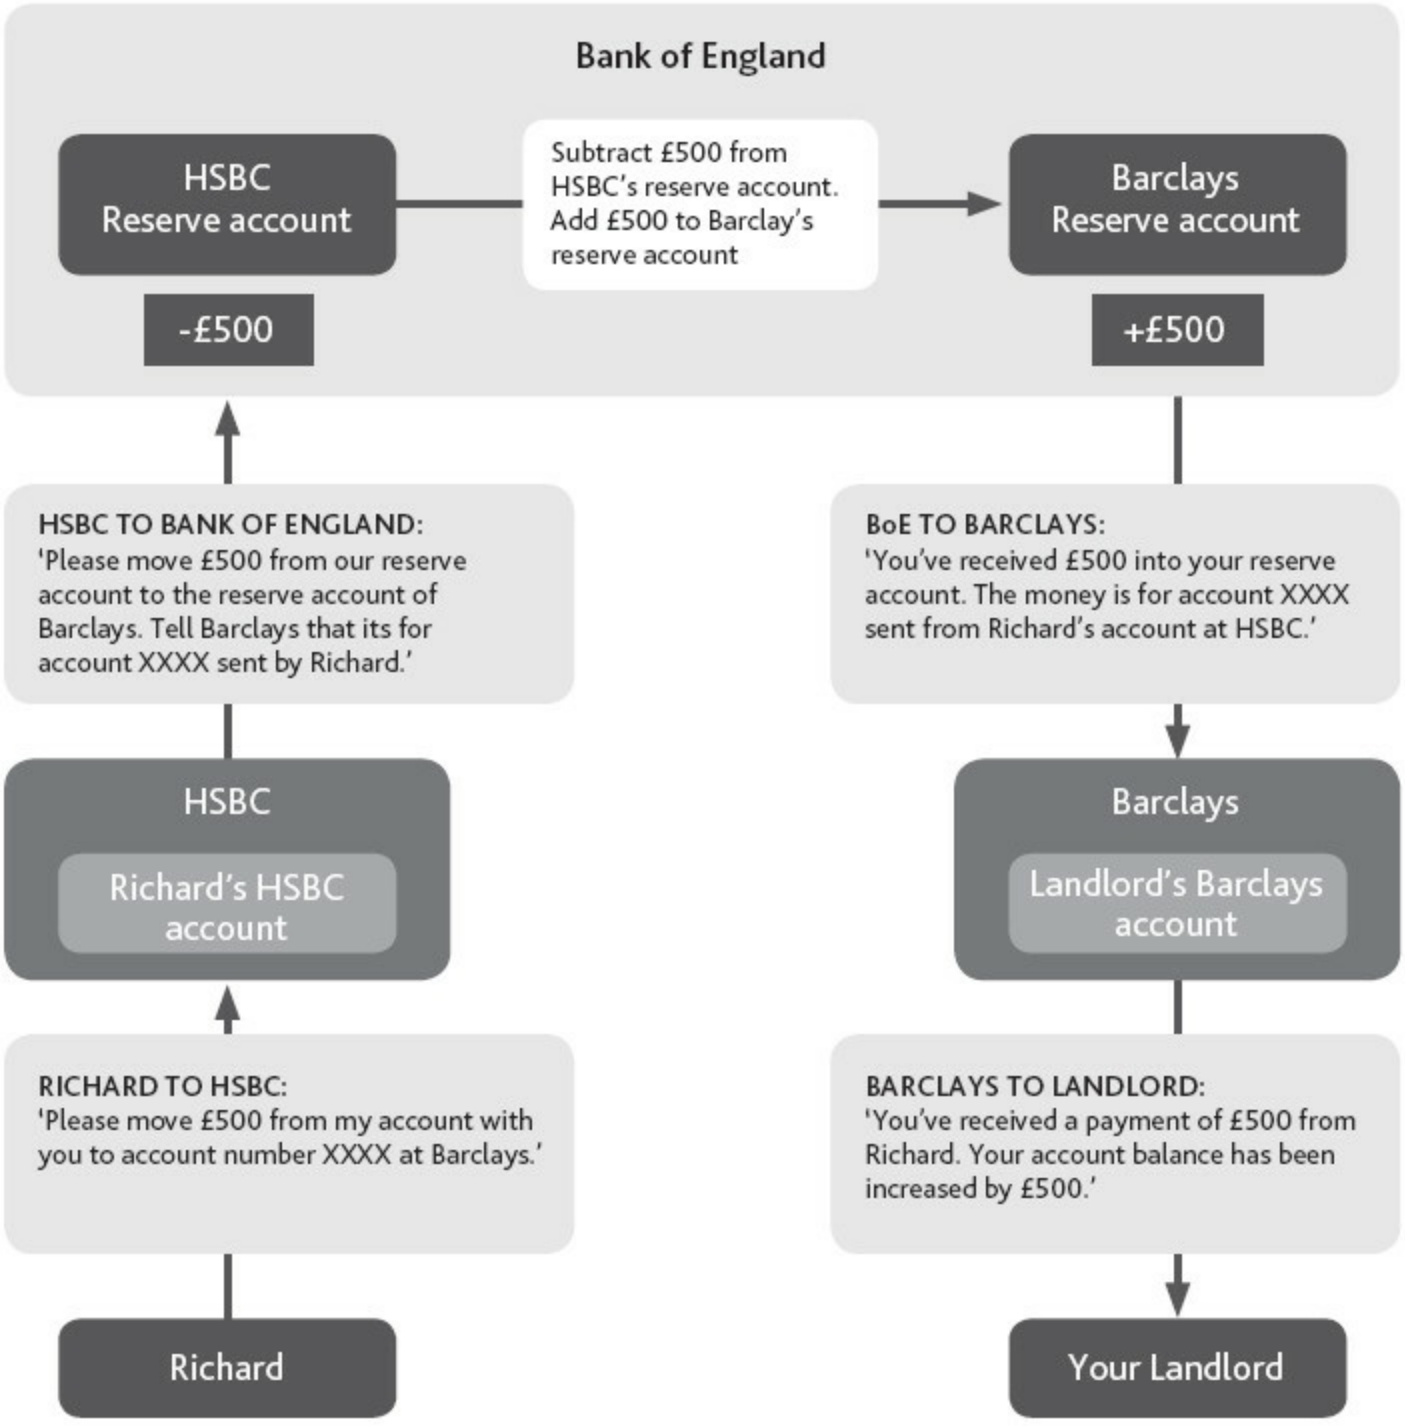 Bank of England
HSBC
Reserve account
Subtract £500 from
HSBC's reserve account.
Add £500 to Barclay's
reserve account
Barclays
Reserve account
-£500
+£500
HSBC TO BANK OF ENGLAND:
‘Please move £500 from our reserve
account to the reserve account of
Barclays. Tell Barclays that its for
account XXXX sent by Richard.’
BoE TO BARCLAYS:
‘You’ve received £500 into your reserve
account. The money is for account XXXX
sent from Richard’s account at HSBC.’
HSBC
Richard’s HSBC
account
Barclays
Landlord’s Barclays
account
RICHARD TO HSBC:
‘Please move £500 from my account with
you to account number XXXX at Barclays.’
BARCLAYS TO LANDLORD:
‘You’ve received a payment of £500 from
Richard. Your account balance has been
increased by £500.’
Richard
Your Landlord